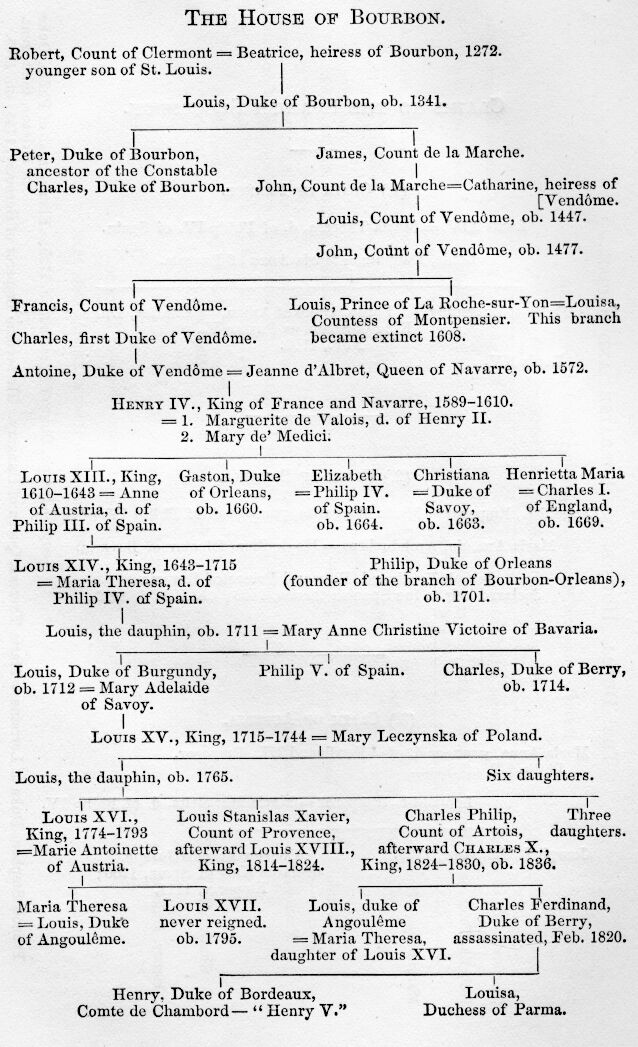 THE HOUSE OF BOURBON.
Robert, Count of Clermont = Beatrice, heiress of Bourbon, 1272.
younger son of St. Louis.
Louis, Duke of Bourbon, ob. 1341.
Peter, Duke of Bourbon,
ancestor of the Constable
Charles, Duke of Bourbon.
James, Count de la Marche.
John, Count de la Marche=Catharine, heiress of
[Vendôme.
Louis, Count of Vendôme, ob. 1447.
John, Count of Vendôme, ob. 1477.
Francis, Count of Vendôme.
Charles, first Duke of Vendôme.
Louis, Prince of La Roche-sur-Yon=Louisa,
Countess of Montpensier. This branch
became extinct 1608.
Antoine, Duke of Vendôme = Jeanne d'Albret, Queen of Navarre, ob. 1572.
HENRY IV., King of France and Navarre, 1589-1610.
= 1. Marguerite de Valois, d. of Henry II.
2. Mary de' Medici.
LOUIS XIII., King,
1610-1643 = Anne
of Austria, d. of
Philip III. of Spain.
Gaston, Duke
of Orleans,
ob. 1660.
Elizabeth
= Philip IV.
of Spain.
ob. 1664.
Christiana
= Duke of
Savoy,
ob. 1663.
Henrietta Maria
= Charles I.
of England,
ob. 1669.
LOUIS XIV., King, 1643-1715
= Maria Theresa, d. of
Philip IV. of Spain.
Philip, Duke of Orleans
(founder of the branch of Bourbon-Orleans),
ob. 1701.
Louis, the dauphin, ob. 1711 = Mary Anne Christine Victoire of Bavaria.
Louis, Duke of Burgundy,
ob. 1712 = Mary Adelaide
of Savoy.
Philip V. of Spain.
Charles, Duke of Berry,
ob. 1714.
LOUIS XV., King, 1715-1744 = Mary Leczynska of Poland.
Louis, the dauphin, ob. 1765.
Six daughters.
LOUIS XVI.,
King, 1774-1793
=Marie Antoinette
of Austria.
Louis Stanislas Xavier,
Count of Provence,
afterward Louis XVIII.,
King, 1814-1824.
Charles Philip,
Count of Artois,
afterward CHARLES X.,
King, 1824-1830, ob. 1836.
Three
daughters.
Maria Theresa
= Louis, Duke
of Angoulême.
LOUIS XVII.
never reigned.
ob. 1795.
Louis, duke of
Angoulême
= Maria Theresa,
daughter of Louis XVI.
Charles Ferdinand,
Duke of Berry,
assassinated, Feb. 1820.
Henry, Duke of Bordeaux,
Comte de Chambord— "Henry V."
Louisa,
Duchess of Parma.